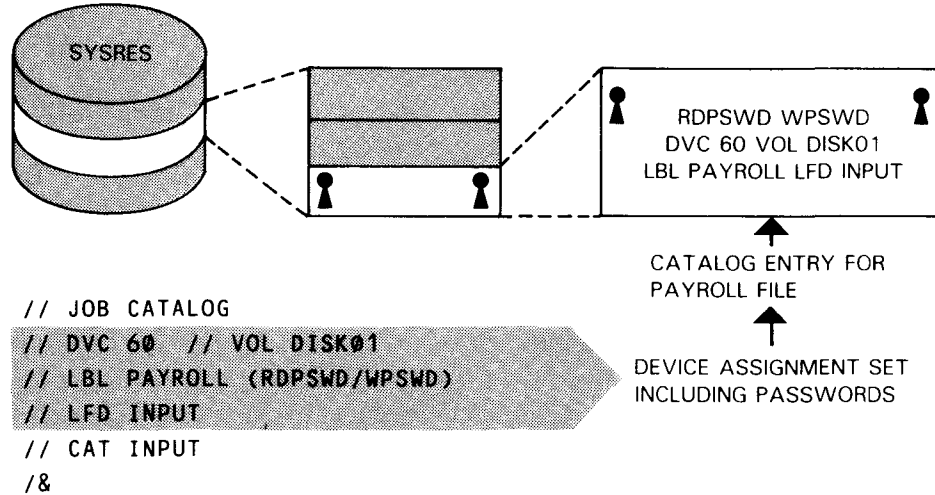 SYSRES
RDPSWD WPSWD
DVC 60 VOL DISK01
LBL PAYROLL LFD INPUT
CATALOG ENTRY FOR
PAYROLL FILE
DEVICE ASSIGNMENT SET
INCLUDING PASSWORDS
// JOB CATALOG
// DVC 60 // VOL DISK01
// LBL PAYROLL (RDPSWD/WPSWD)
// LFD INPUT
// CAT INPUT
/&